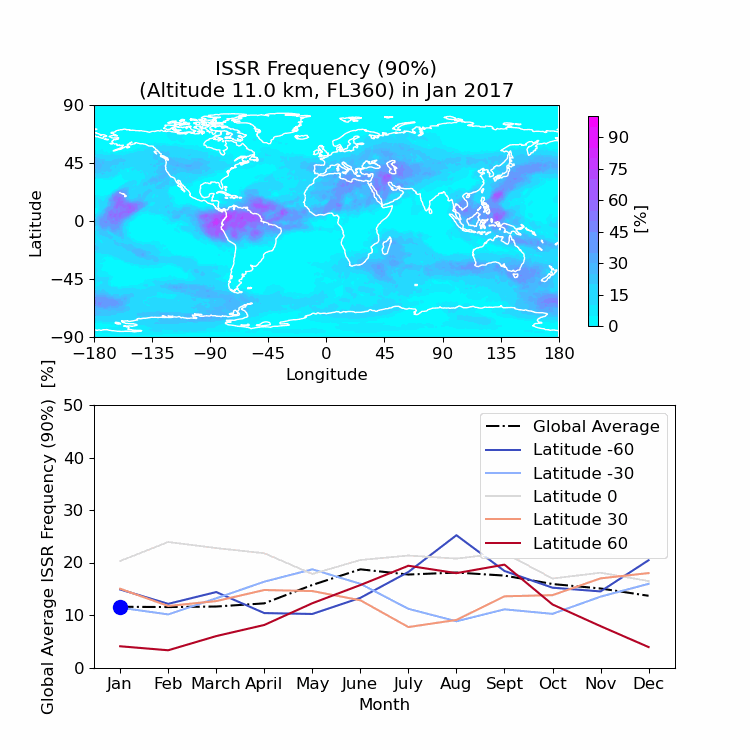 ISSR Frequency (90%)
(Altitude 11.0 km, FL360) in Jan 2017
90
45
0
−45
−90
Latitude
−180 −135 −90 −45 0 45 90 135 180
Longitude
90
75
60
45
30
15
0
[%]
50
40
30
20
10
0
Global Average ISSR Frequency (90%) [%]
Global Average
Latitude -60
Latitude -30
Latitude 0
Latitude 30
Latitude 60
Jan Feb March April May June July Aug Sept Oct Nov Dec
Month